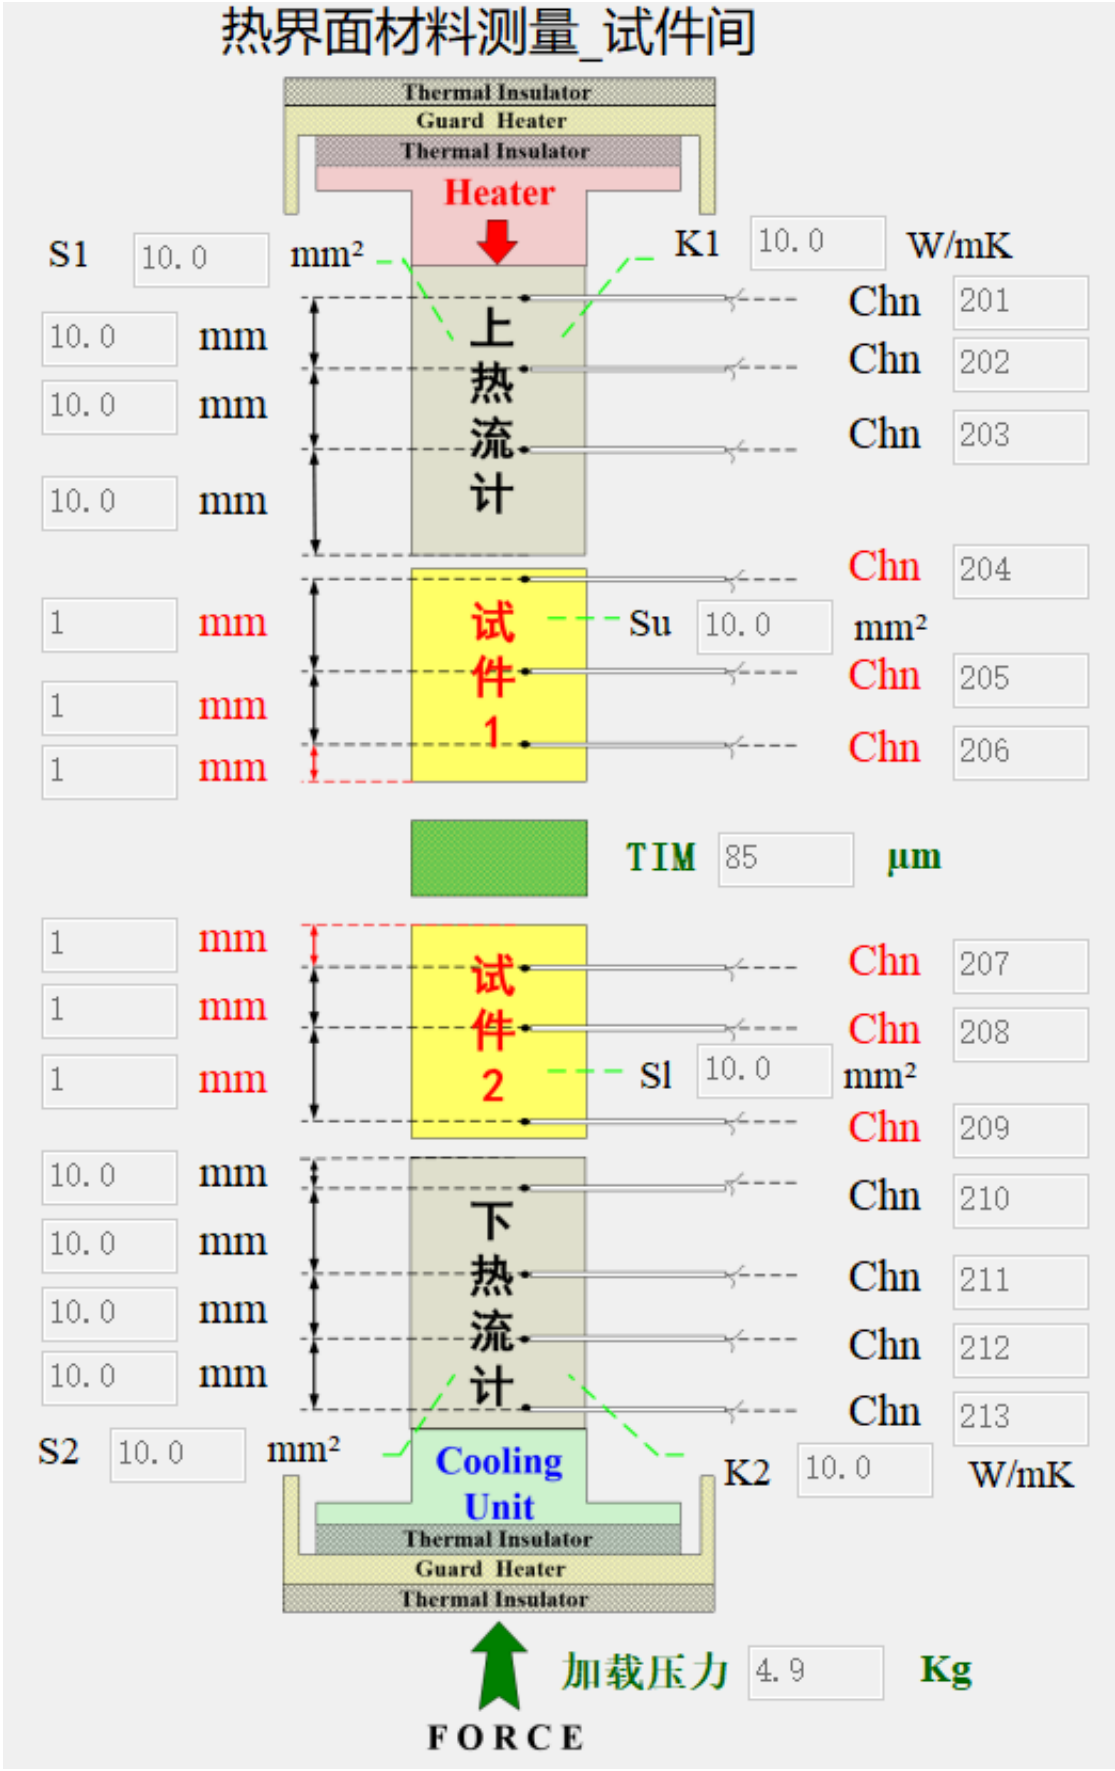 热界面材料测量_试件间
Thermal Insulator
Guard Heater
Thermal Insulator
Heater
S1 10.0 mm²
K1 10.0 W/mK
Chn 201
10.0 mm
Chn 202
10.0 mm
Chn 203
10.0 mm
上热流计
Chn 204
1 mm
Su 10.0 mm²
试件1
Chn 205
1 mm
Chn 206
1 mm
TIM 85 μm
1 mm
Chn 207
1 mm
Chn 208
试件2
1 mm
Sl 10.0 mm²
Chn 209
10.0 mm
Chn 210
10.0 mm
Chn 211
下热流计
10.0 mm
Chn 212
10.0 mm
Chn 213
S2 10.0 mm²
K2 10.0 W/mK
Cooling
Unit
Thermal Insulator
Guard Heater
Thermal Insulator
加载压力 4.9 Kg
FORCE